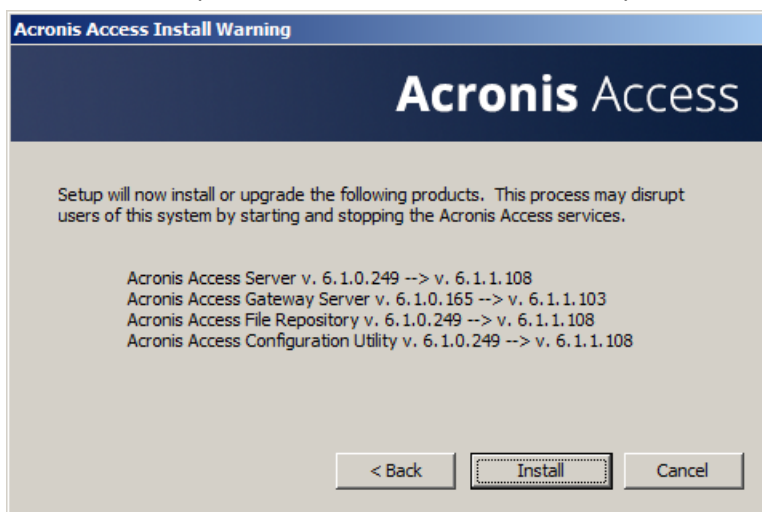 Acronis Access Install Warning
Acronis Access
Setup will now install or upgrade the following products.  This process may disrupt
users of this system by starting and stopping the Acronis Access services.
Acronis Access Server v. 6.1.0.249 --> v. 6.1.1.108
Acronis Access Gateway Server v. 6.1.0.165 --> v. 6.1.1.103
Acronis Access File Repository v. 6.1.0.249 --> v. 6.1.1.108
Acronis Access Configuration Utility v. 6.1.0.249 --> v. 6.1.1.108
< Back Install Cancel